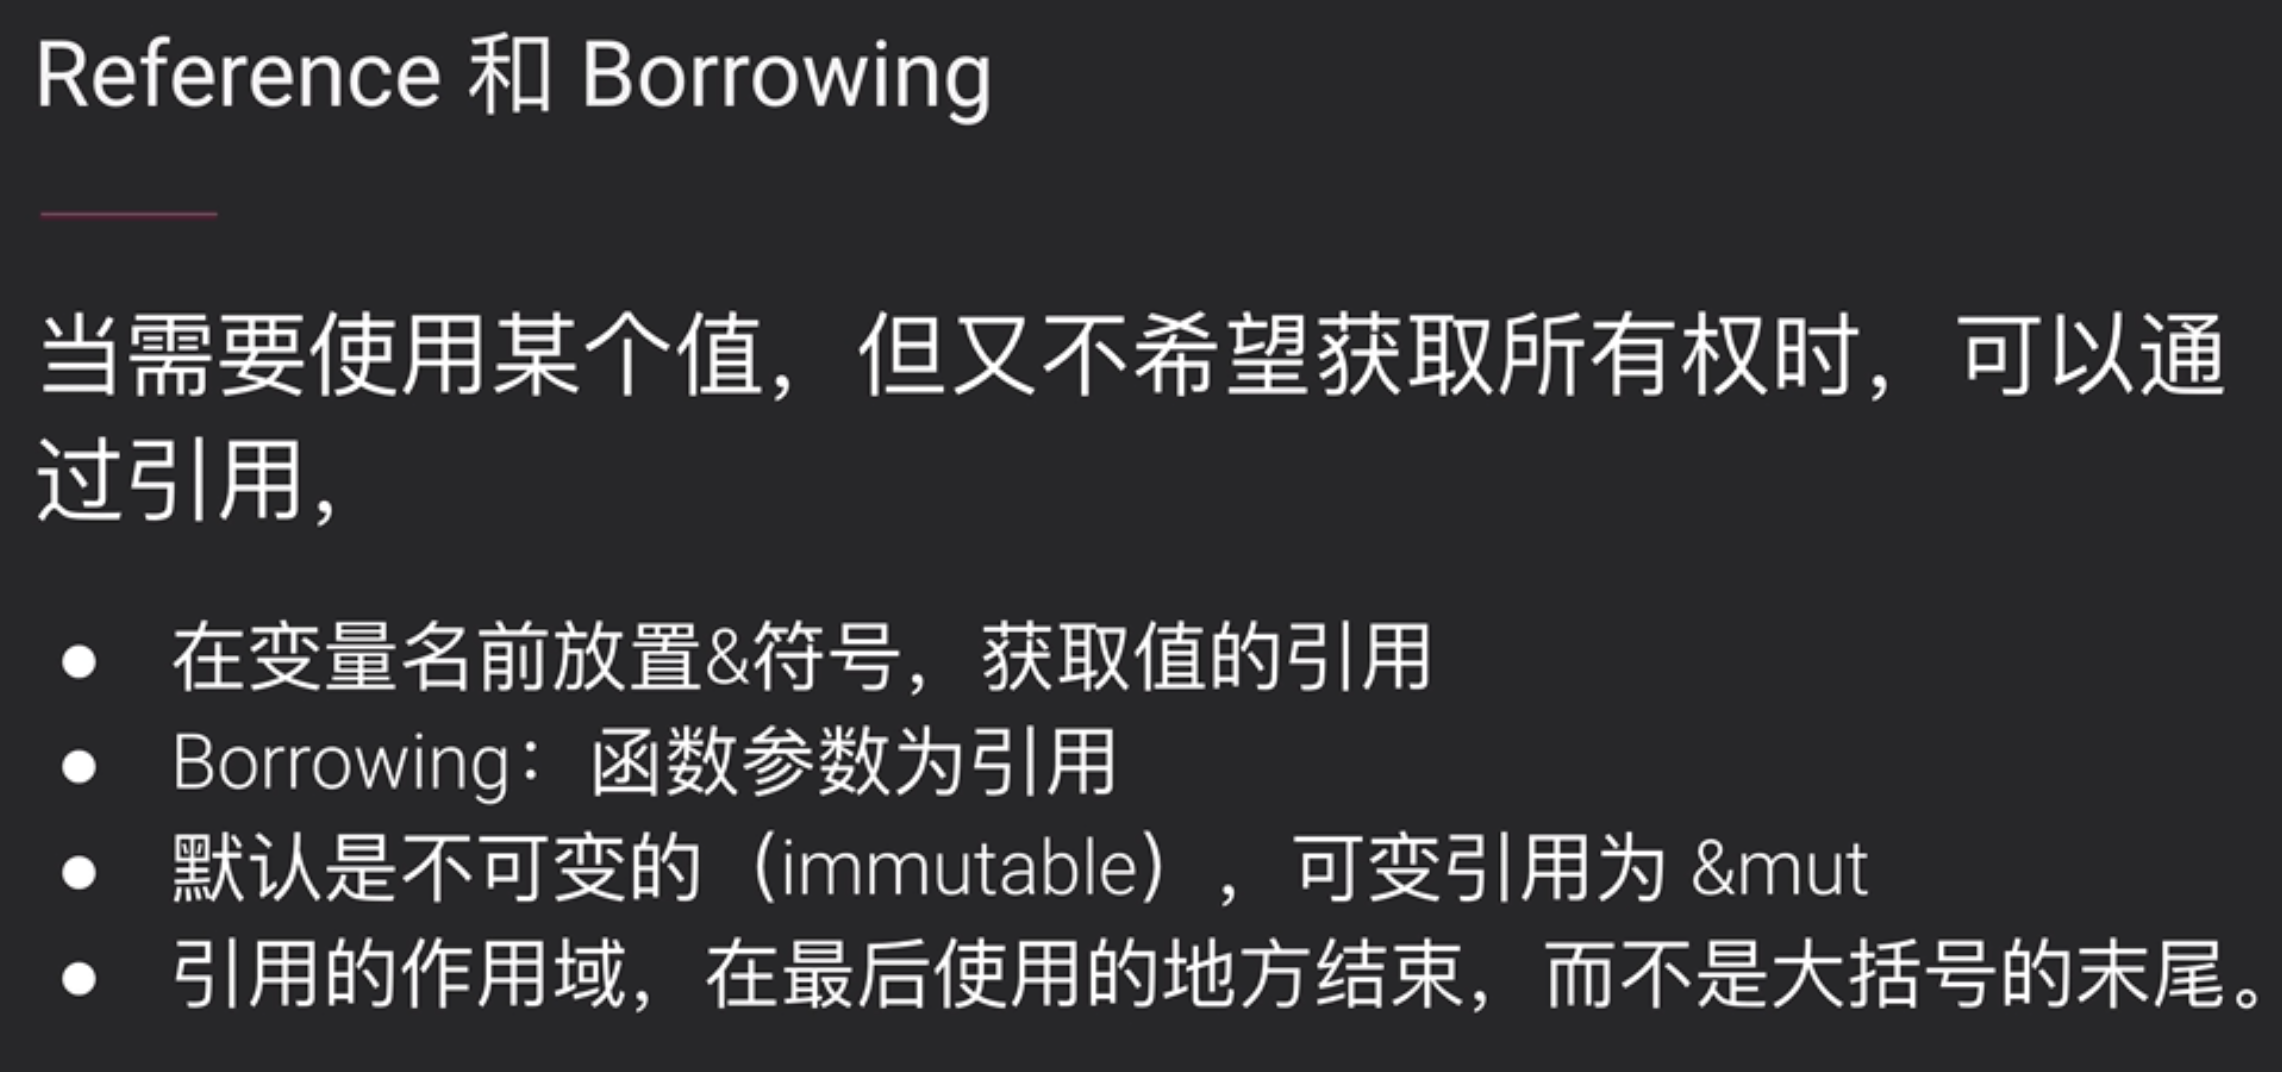 Reference 和 Borrowing
当需要使用某个值，但又不希望获取所有权时，可以通
过引用，
● 在变量名前放置&符号，获取值的引用
● Borrowing：函数参数为引用
● 默认是不可变的（immutable），可变引用为 &mut
● 引用的作用域，在最后使用的地方结束，而不是大括号的末尾。